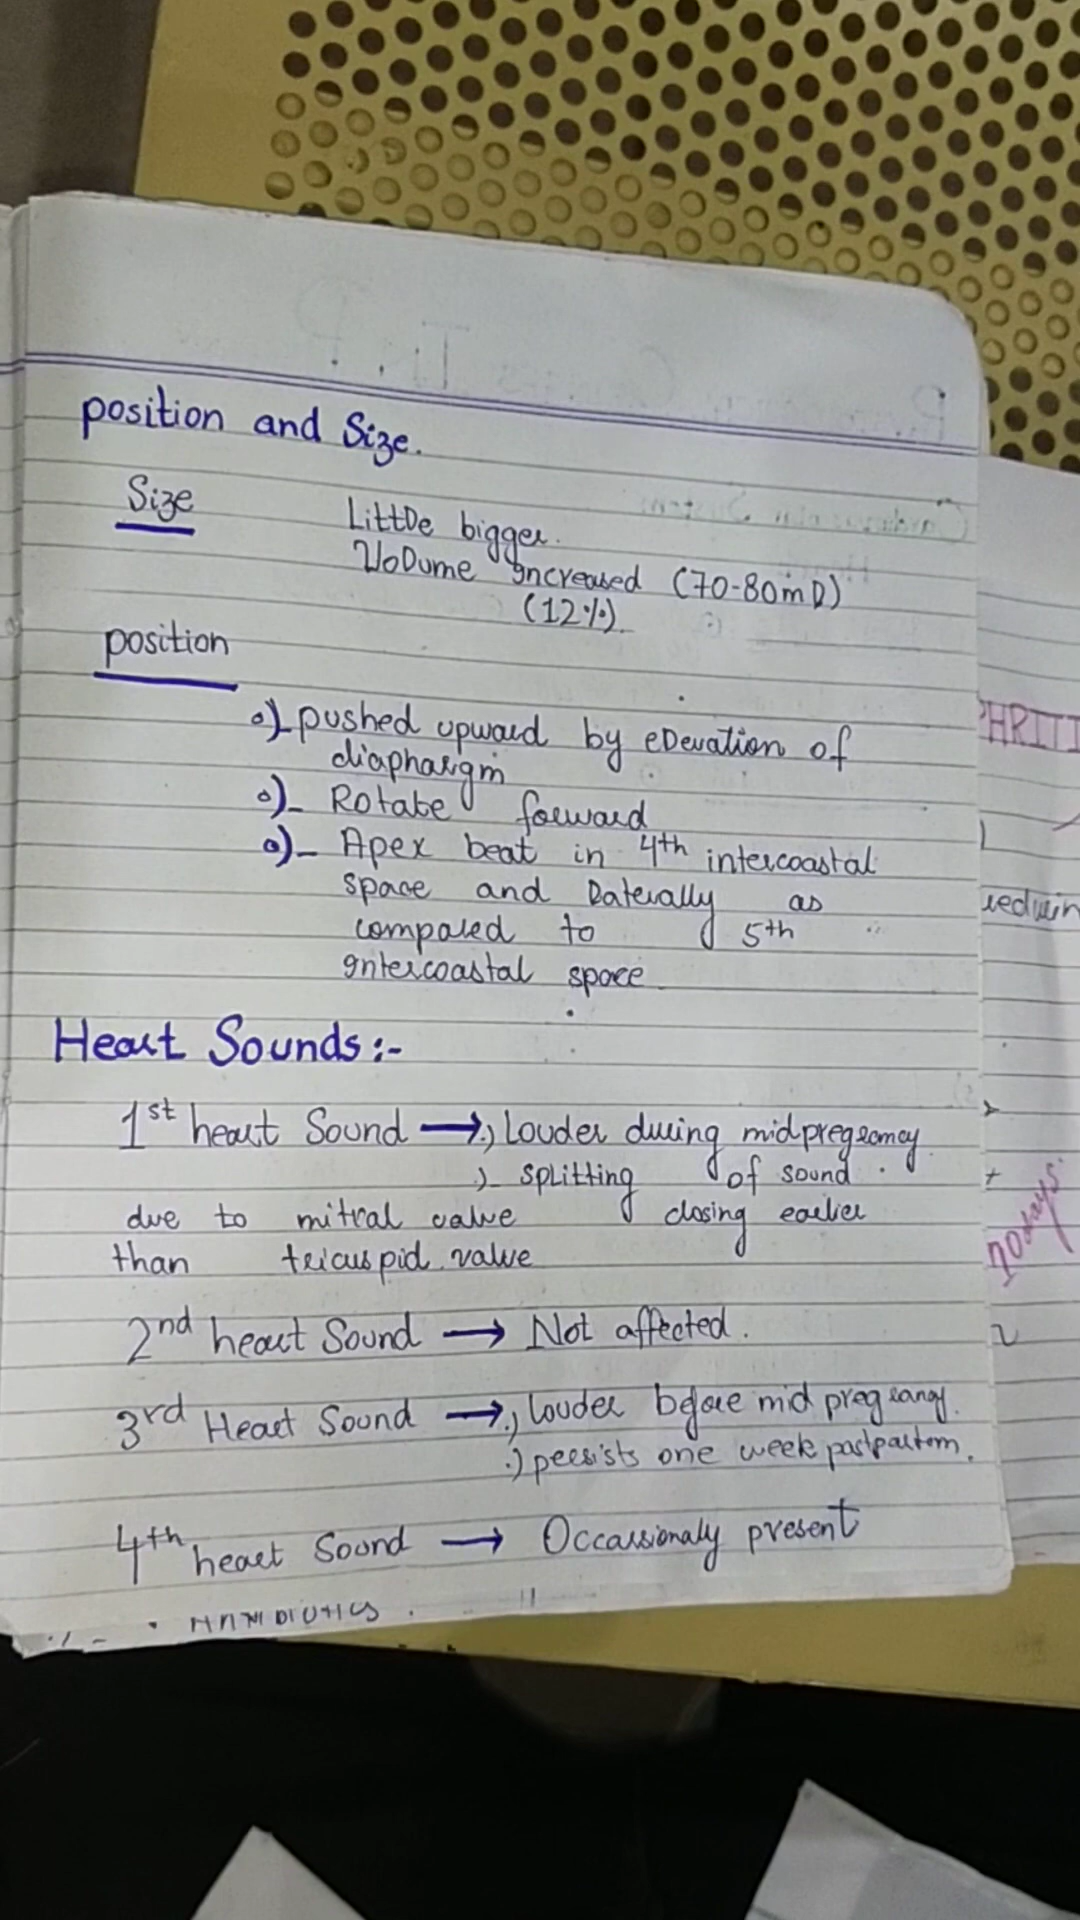 position and Size.
Size
Little bigger.
Volume increased (70-80ml)
(12%)
position
pushed upward by elevation of
diaphargm
Rotate forward
Apex beat in 4th intercoastal
space and laterally as
compared to 5th
intercoastal space
Heart Sounds:-
1st heart Sound → Louder during midpregnancy
splitting of sound
due to mitral valve closing earlier
than tricuspid valve
2nd heart Sound → Not affected.
3rd Heart Sound → louder before mid pregnancy.
persists one week postpartom.
4th heart Sound → Occassionaly present